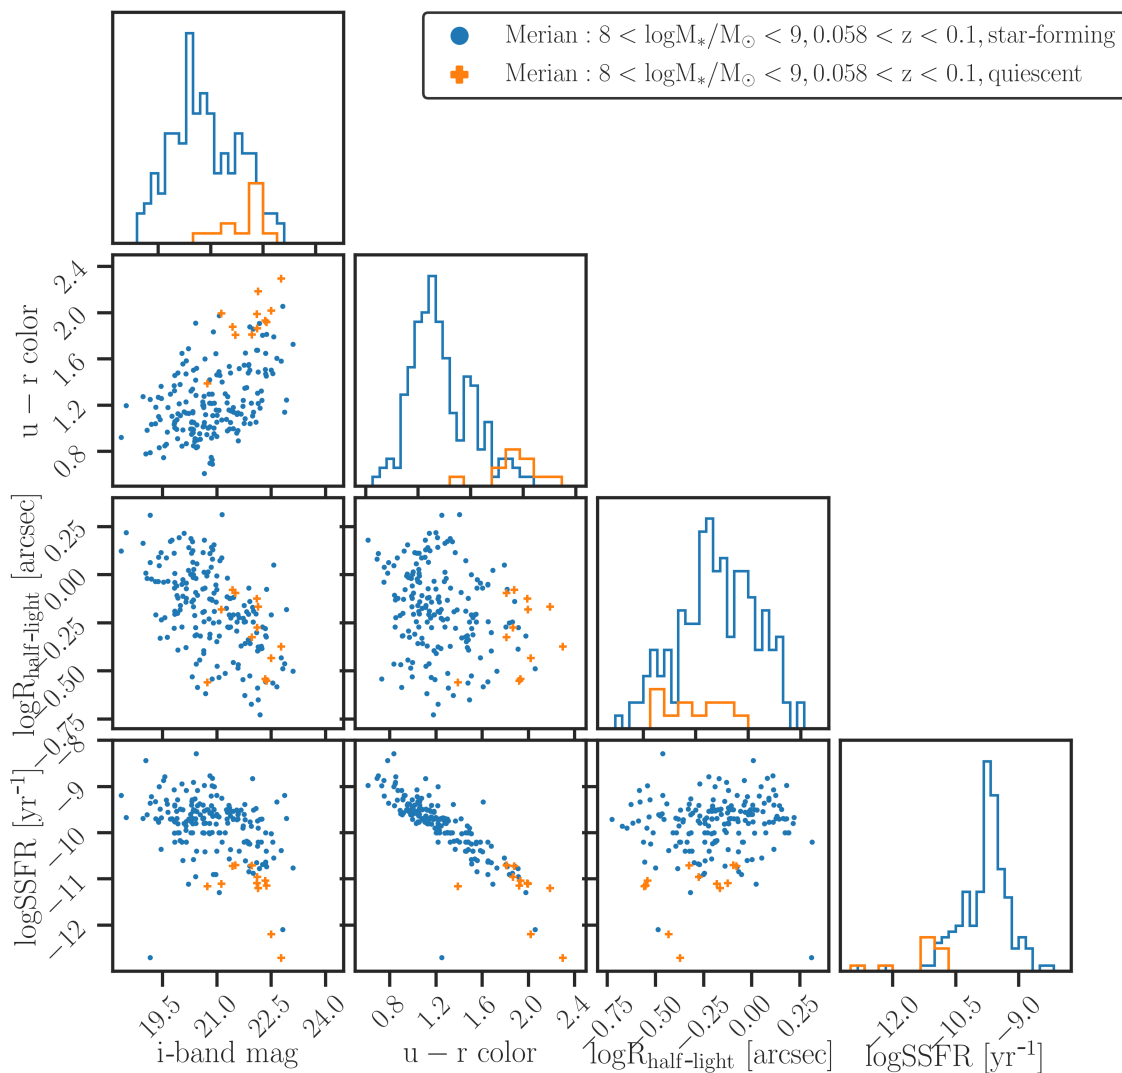 Merian : 8 < logM*/M⊙ < 9, 0.058 < z < 0.1, star-forming
Merian : 8 < logM*/M⊙ < 9, 0.058 < z < 0.1, quiescent
u − r color
2.4
2.0
1.6
1.2
0.8
logR_half-light [arcsec]
0.25
0.00
−0.25
−0.50
−0.75
logSSFR [yr⁻¹]
−8
−9
−10
−11
−12
19.5 21.0 22.5 24.0
0.8 1.2 1.6 2.0 2.4
−0.75 −0.50 −0.25 0.00 0.25
−12.0 −10.5 −9.0
i-band mag
u − r color
logR_half-light [arcsec]
logSSFR [yr⁻¹]